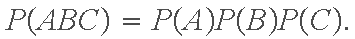 P(ABC) = P(A)P(B)P(C).